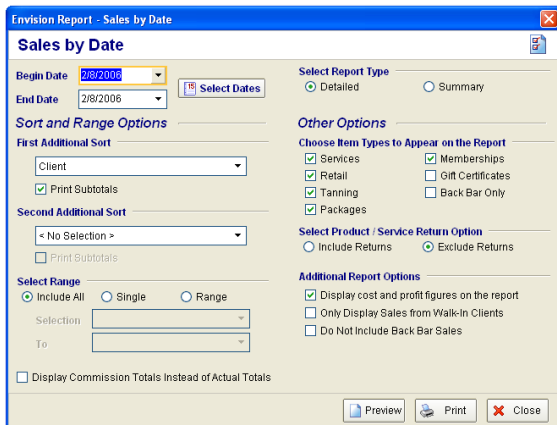 Envision Report - Sales by Date
Sales by Date
Begin Date
2/8/2006
End Date
2/8/2006
15
Select Dates
Select Report Type
Detailed
Summary
Sort and Range Options
First Additional Sort
Client
Print Subtotals
Second Additional Sort
< No Selection >
Print Subtotals
Select Range
Include All
Single
Range
Selection
To
Display Commission Totals Instead of Actual Totals
Other Options
Choose Item Types to Appear on the Report
Services
Memberships
Retail
Gift Certificates
Tanning
Back Bar Only
Packages
Select Product / Service Return Option
Include Returns
Exclude Returns
Additional Report Options
Display cost and profit figures on the report
Only Display Sales from Walk-In Clients
Do Not Include Back Bar Sales
Preview
Print
Close